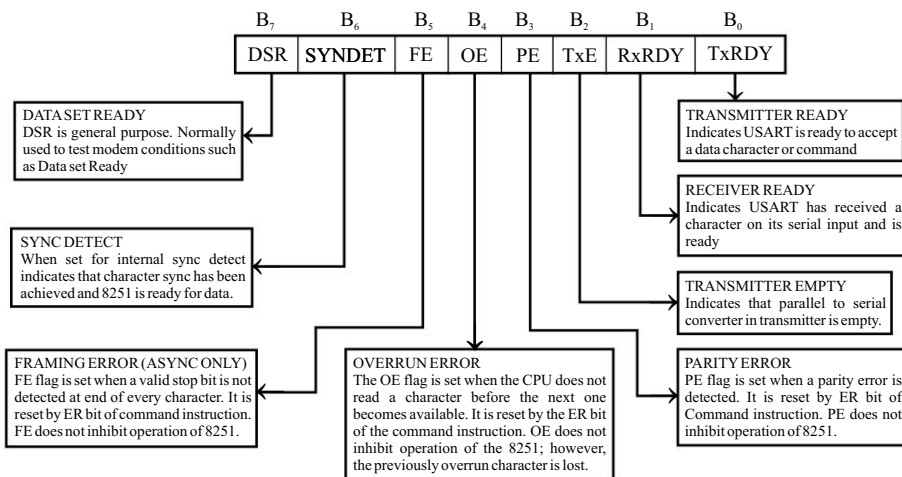 B7 B6 B5 B4 B3 B2 B1 B0
DSR SYNDET FE OE PE TxE RxRDY TxRDY
DATA SET READY
DSR is general purpose. Normally
used to test modem conditions such
as Data set Ready
TRANSMITTER READY
Indicates USART is ready to accept
a data character or command
RECEIVER READY
Indicates USART has received a
character on its serial input and is
ready
SYNC DETECT
When set for internal sync detect
indicates that character sync has been
achieved and 8251 is ready for data.
TRANSMITTER EMPTY
Indicates that parallel to serial
converter in transmitter is empty.
FRAMING ERROR (ASYNC ONLY)
FE flag is set when a valid stop bit is not
detected at end of every character. It is
reset by ER bit of command instruction.
FE does not inhibit operation of 8251.
OVERRUN ERROR
The OE flag is set when the CPU does not
read a character before the next one
becomes available. It is reset by the ER bit
of the command instruction. OE does not
inhibit operation of the 8251; however,
the previously overrun character is lost.
PARITY ERROR
PE flag is set when a parity error is
detected. It is reset by ER bit of
Command instruction. PE does not
inhibit operation of 8251.